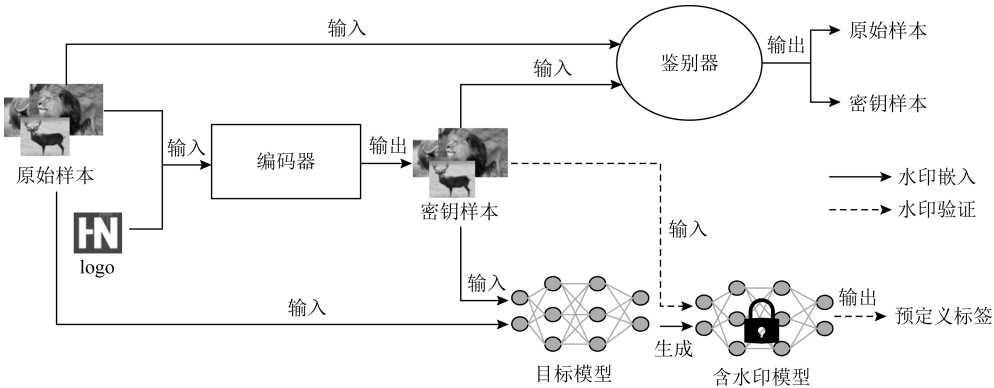 输入
输出
原始样本
鉴别器
输入
密钥样本
输入
编码器
输出
原始样本
水印嵌入
密钥样本
水印验证
HN
输入
logo
输入
输入
输出
预定义标签
生成
目标模型
含水印模型